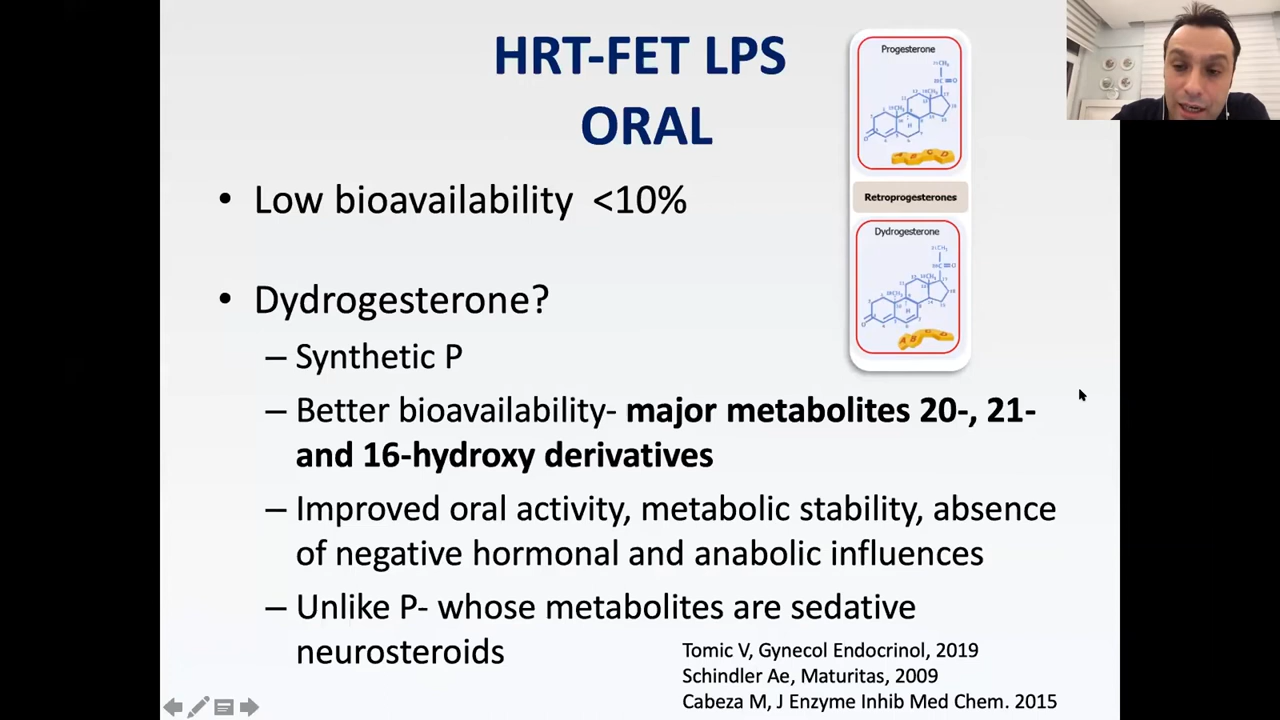 HRT-FET LPS
ORAL
• Low bioavailability <10%
• Dydrogesterone?
– Synthetic P
– Better bioavailability- major metabolites 20-, 21-
and 16-hydroxy derivatives
– Improved oral activity, metabolic stability, absence
of negative hormonal and anabolic influences
– Unlike P- whose metabolites are sedative
neurosteroids
Progesterone
Retroprogesterones
Dydrogesterone
Tomic V, Gynecol Endocrinol, 2019
Schindler Ae, Maturitas, 2009
Cabeza M, J Enzyme Inhib Med Chem. 2015